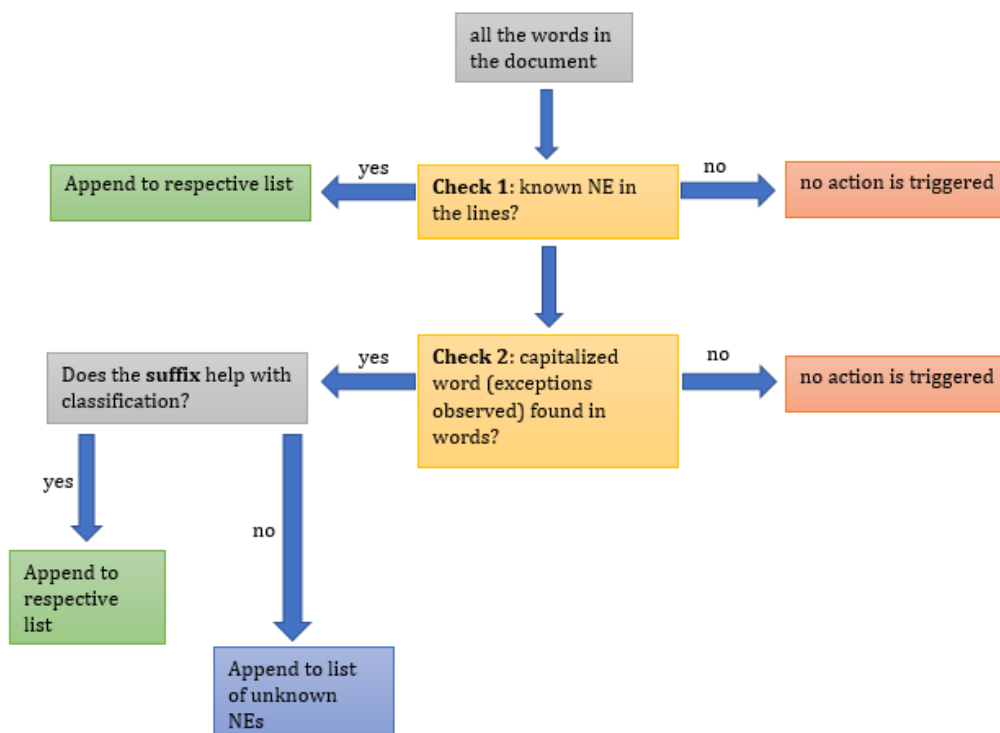 all the words in
the document
yes
no
Append to respective list
Check 1: known NE in
the lines?
no action is triggered
yes
no
Does the suffix help with
classification?
Check 2: capitalized
word (exceptions
observed) found in
words?
no action is triggered
yes
no
Append to
respective
list
Append to list
of unknown
NEs